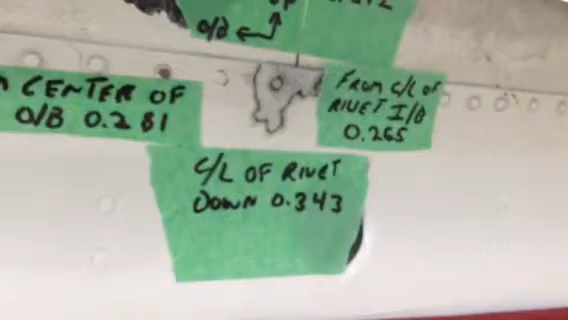 O/B
CENTER OF
O/B 0.281
FROM C/L OF
RIVET I/B
0.265
C/L OF RIVET
DOWN 0.343